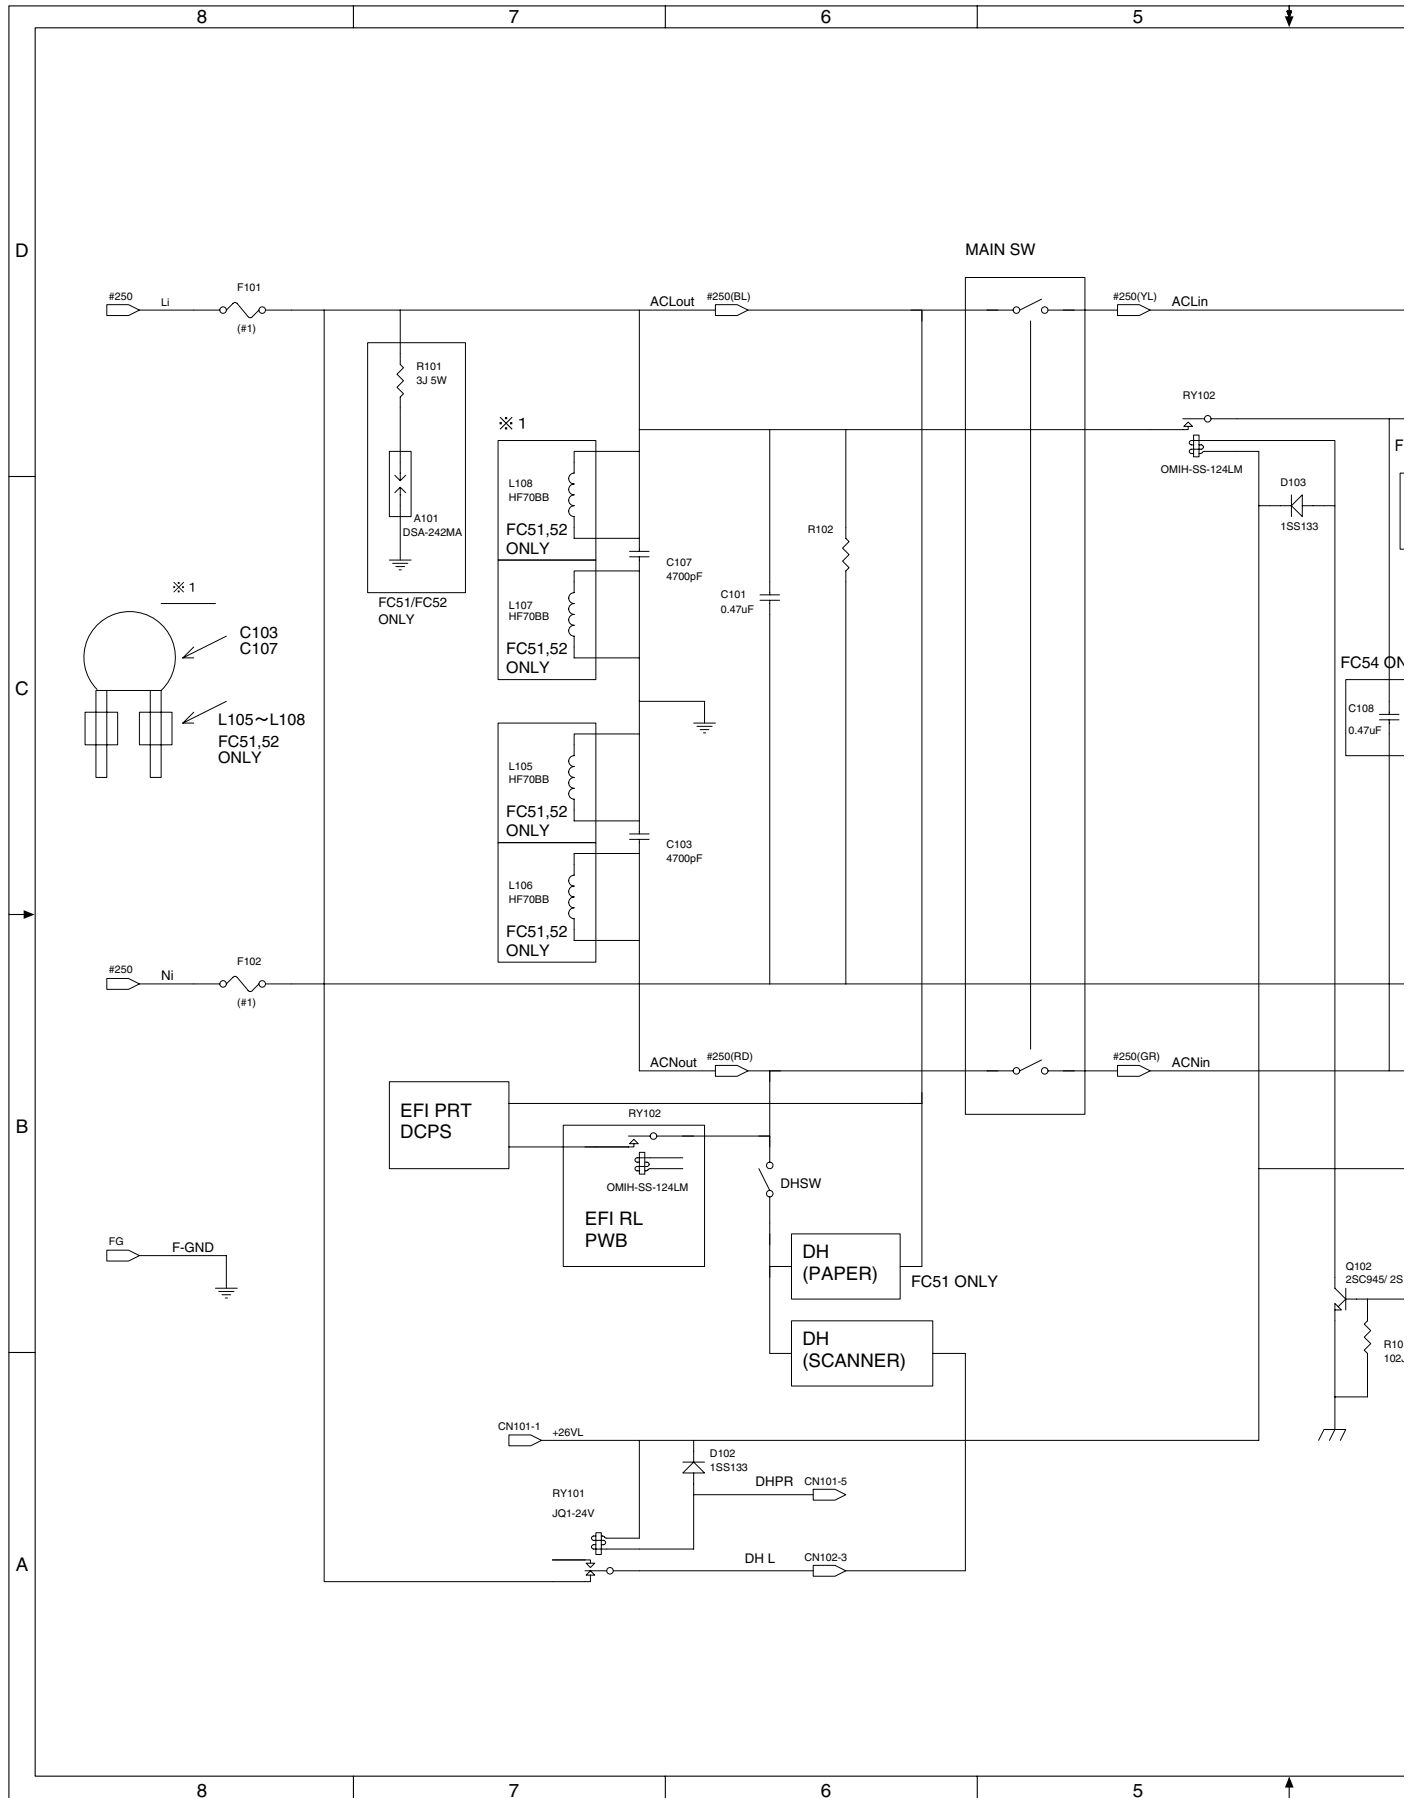 8 7 6 5
D
MAIN SW
#250 Li F101
(#1)
ACLout #250(BL)
#250(YL) ACLin
R101
3J 5W
RY102
OMIH-SS-124LM
F
※ 1
L108
HF70BB
FC51,52
ONLY
A101
DSA-242MA
FC51/FC52
ONLY
D103
1SS133
R102
C107
4700pF
C101
0.47uF
L107
HF70BB
FC51,52
ONLY
※ 1
C103
C107
C
L105～L108
FC51,52
ONLY
FC54 ON
C108
0.47uF
L105
HF70BB
FC51,52
ONLY
C103
4700pF
L106
HF70BB
FC51,52
ONLY
#250 Ni F102
(#1)
ACNout #250(RD)
#250(GR) ACNin
B
EFI PRT
DCPS
RY102
OMIH-SS-124LM
EFI RL
PWB
DHSW
FG F-GND
DH
(PAPER)
FC51 ONLY
Q102
2SC945/ 2S
DH
(SCANNER)
R10
102J
CN101-1 +26VL
D102
1SS133
DHPR CN101-5
RY101
JQ1-24V
A
DH L CN102-3
8 7 6 5